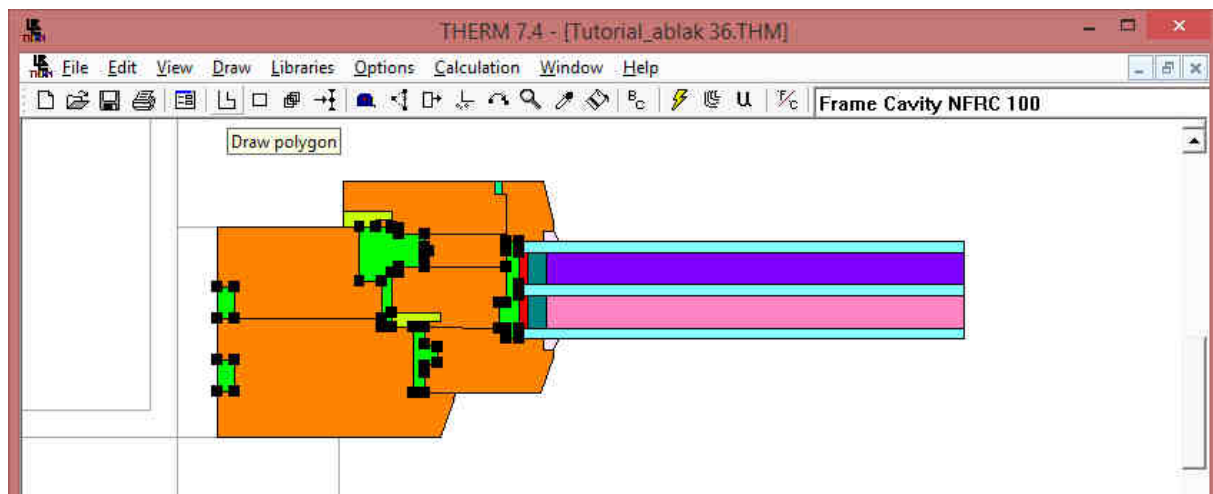 THERM 7.4 - [Tutorial_ablak 36.THM]
File Edit View Draw Libraries Options Calculation Window Help
B C U F/C Frame Cavity NFRC 100
Draw polygon